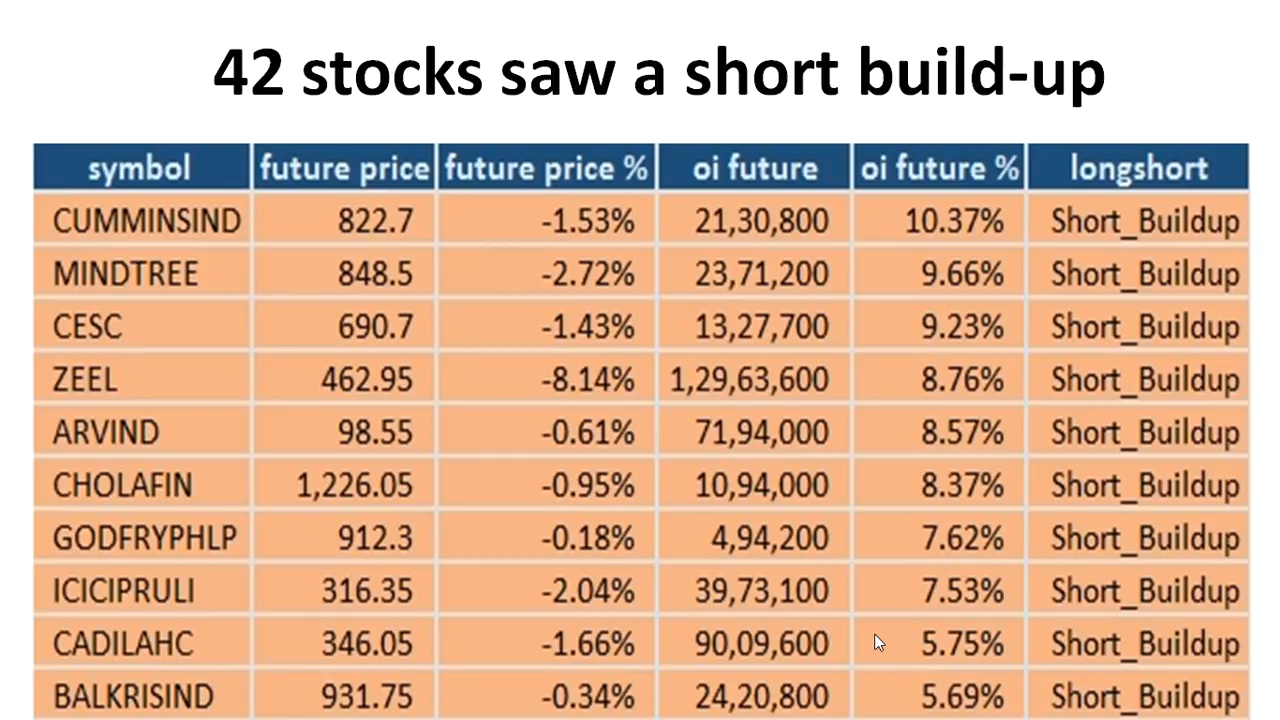 42 stocks saw a short build-up
symbol future price future price % oi future oi future % longshort
CUMMINSIND 822.7 -1.53% 21,30,800 10.37% Short_Buildup
MINDTREE 848.5 -2.72% 23,71,200 9.66% Short_Buildup
CESC 690.7 -1.43% 13,27,700 9.23% Short_Buildup
ZEEL 462.95 -8.14% 1,29,63,600 8.76% Short_Buildup
ARVIND 98.55 -0.61% 71,94,000 8.57% Short_Buildup
CHOLAFIN 1,226.05 -0.95% 10,94,000 8.37% Short_Buildup
GODFRYPHLP 912.3 -0.18% 4,94,200 7.62% Short_Buildup
ICICIPRULI 316.35 -2.04% 39,73,100 7.53% Short_Buildup
CADILAHC 346.05 -1.66% 90,09,600 5.75% Short_Buildup
BALKRISIND 931.75 -0.34% 24,20,800 5.69% Short_Buildup